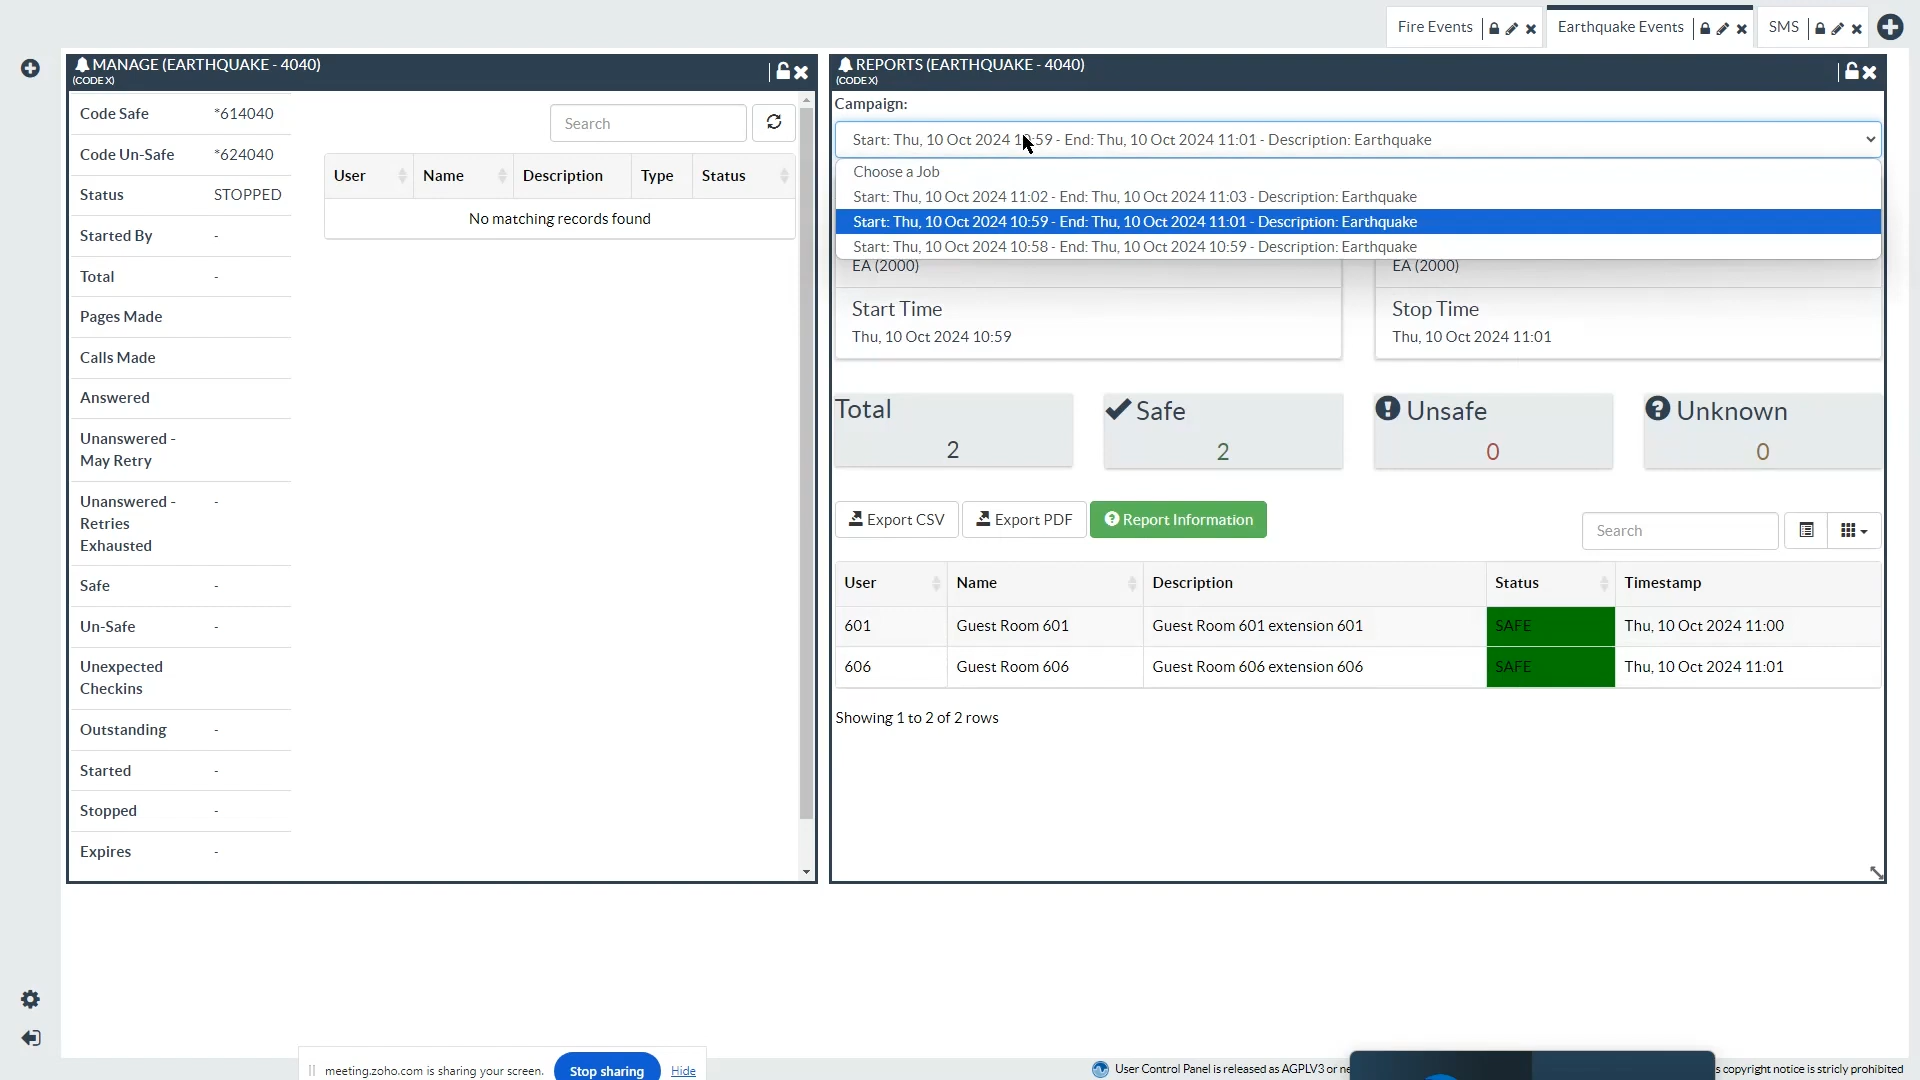 Fire Events
Earthquake Events
SMS
MANAGE (EARTHQUAKE - 4040)
(CODE X)
Code Safe *614040
Code Un-Safe *624040
Status STOPPED
Started By -
Total -
Pages Made
Calls Made
Answered
Unanswered -
May Retry
Unanswered - -
Retries
Exhausted
Safe -
Un-Safe -
Unexpected
Checkins
Outstanding -
Started -
Stopped -
Expires -
Search
User Name Description Type Status
No matching records found
REPORTS (EARTHQUAKE - 4040)
(CODE X)
Campaign:
Start: Thu, 10 Oct 2024 10:59 - End: Thu, 10 Oct 2024 11:01 - Description: Earthquake
Choose a Job
Start: Thu, 10 Oct 2024 11:02 - End: Thu, 10 Oct 2024 11:03 - Description: Earthquake
Start: Thu, 10 Oct 2024 10:59 - End: Thu, 10 Oct 2024 11:01 - Description: Earthquake
Start: Thu, 10 Oct 2024 10:58 - End: Thu, 10 Oct 2024 10:59 - Description: Earthquake
EA (2000) EA (2000)
Start Time Stop Time
Thu, 10 Oct 2024 10:59 Thu, 10 Oct 2024 11:01
Total Safe Unsafe Unknown
2 2 0 0
Export CSV Export PDF Report Information
Search
User Name Description Status Timestamp
601 Guest Room 601 Guest Room 601 extension 601 SAFE Thu, 10 Oct 2024 11:00
606 Guest Room 606 Guest Room 606 extension 606 SAFE Thu, 10 Oct 2024 11:01
Showing 1 to 2 of 2 rows
meeting.zoho.com is sharing your screen. Stop sharing Hide
User Control Panel is released as AGPLV3 or s copyright notice is stricly prohibited